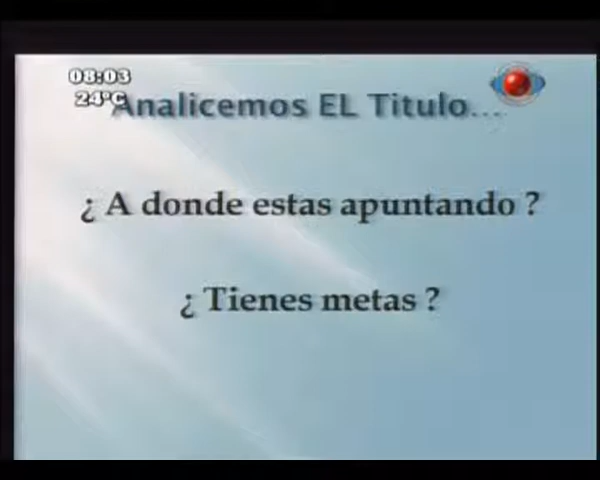 08:03
24°C
Analicemos EL Titulo...
¿ A donde estas apuntando ?
¿ Tienes metas ?